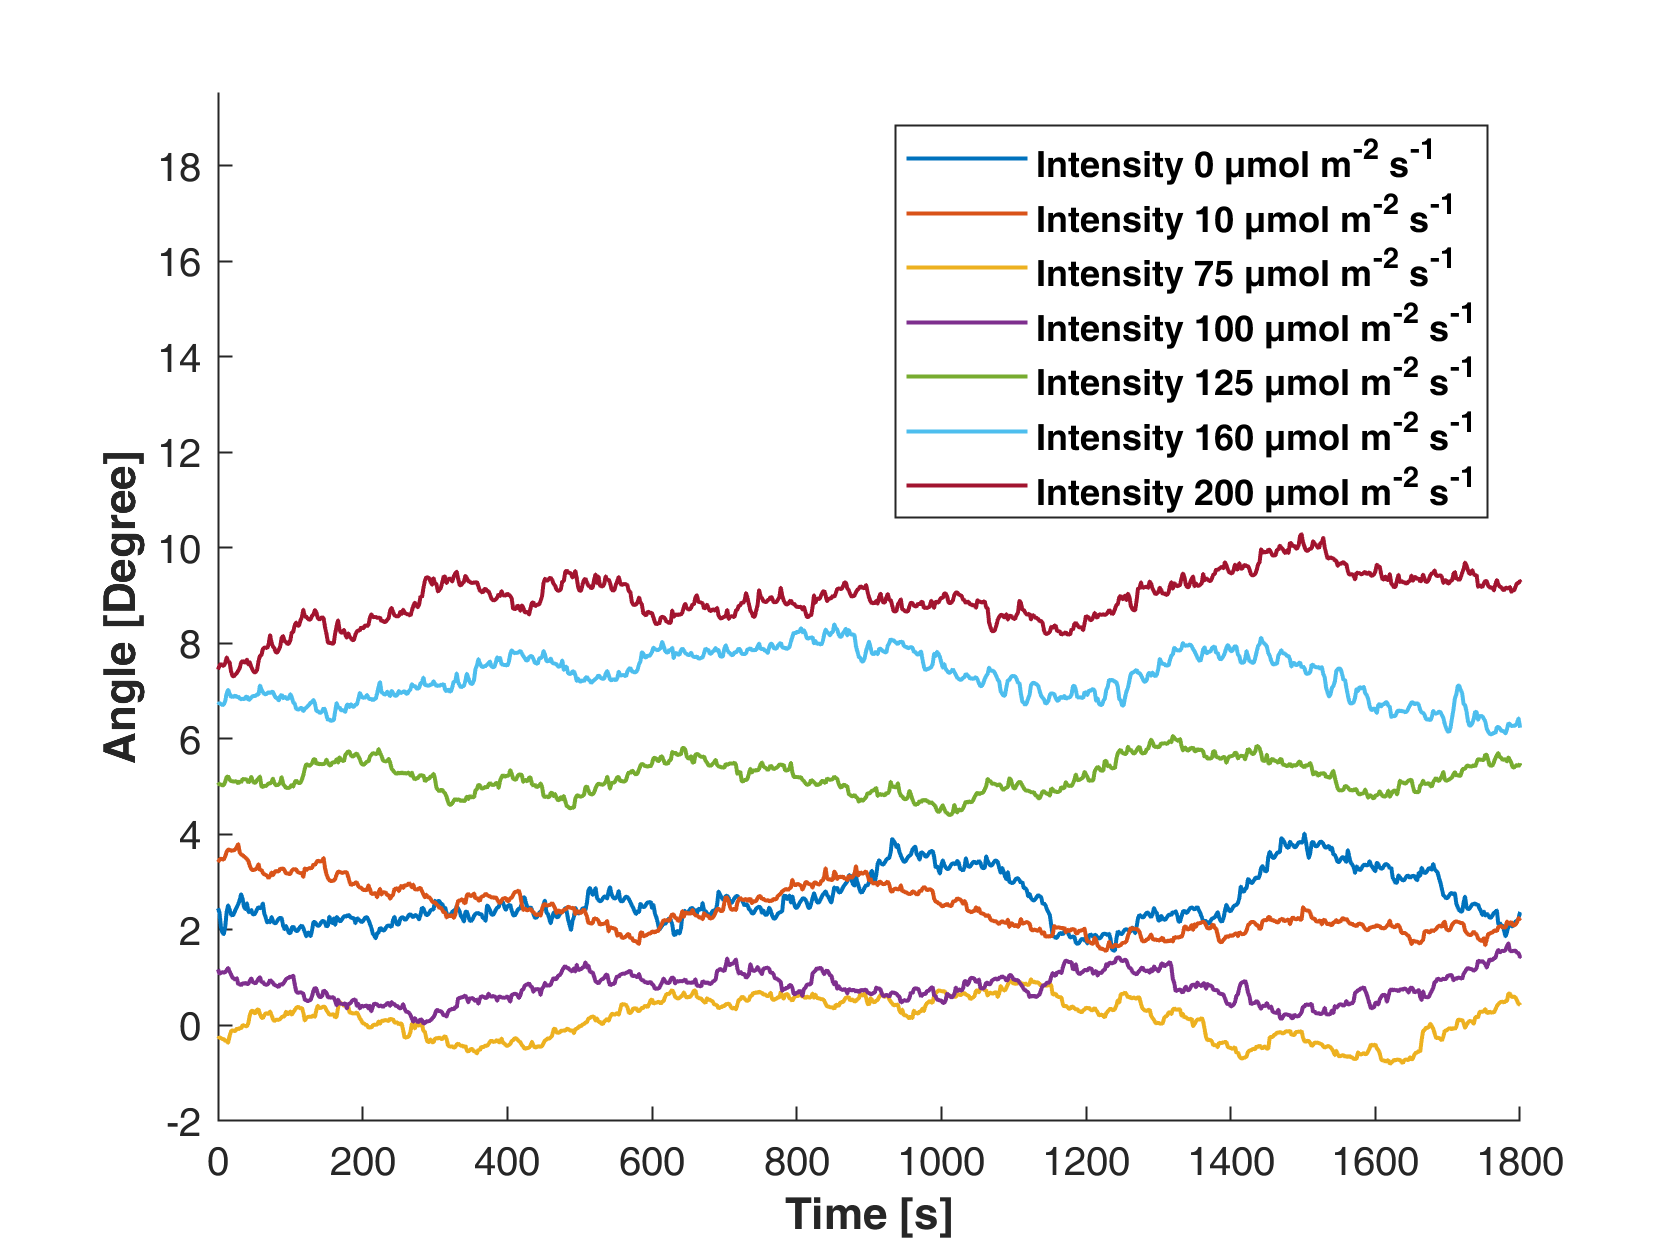 18
16
14
12
10
8
6
4
2
0
-2
Angle [Degree]
Intensity 0 µmol m-2 s-1
Intensity 10 µmol m-2 s-1
Intensity 75 µmol m-2 s-1
Intensity 100 µmol m-2 s-1
Intensity 125 µmol m-2 s-1
Intensity 160 µmol m-2 s-1
Intensity 200 µmol m-2 s-1
0 200 400 600 800 1000 1200 1400 1600 1800
Time [s]